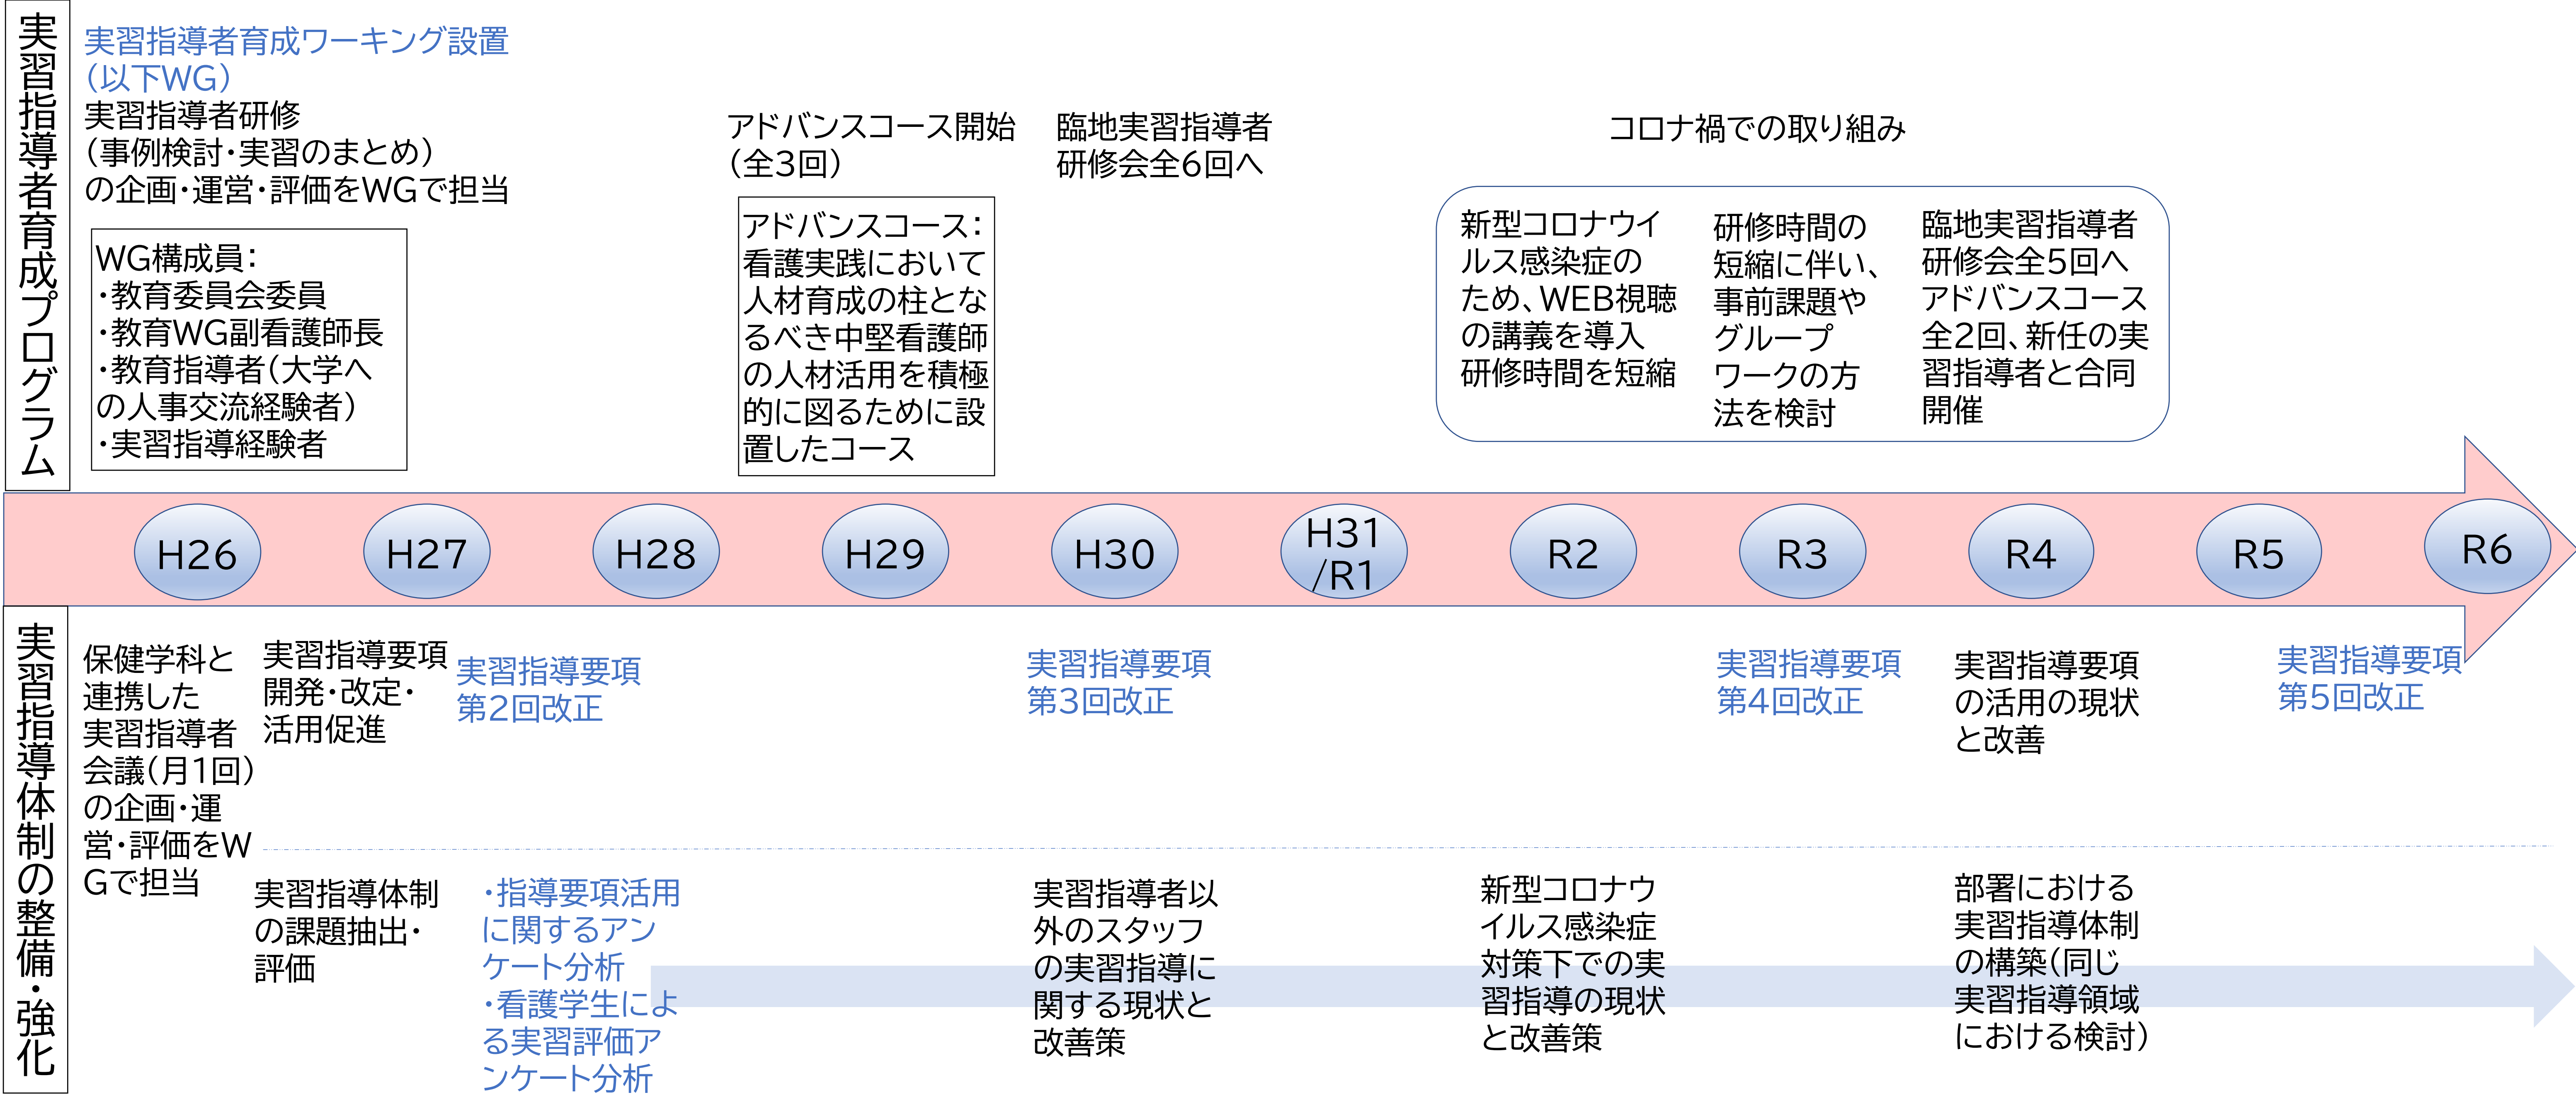 実習指導者育成プログラム
実習指導者育成ワーキング設置
（以下WG）
実習指導者研修
（事例検討・実習のまとめ）
の企画・運営・評価をWGで担当
WG構成員：
・教育委員会委員
・教育WG副看護師長
・教育指導者（大学へ
の人事交流経験者）
・実習指導経験者
アドバンスコース開始
（全3回）
アドバンスコース：
看護実践において
人材育成の柱とな
るべき中堅看護師
の人材活用を積極
的に図るために設
置したコース
臨地実習指導者
研修会全6回へ
コロナ禍での取り組み
新型コロナウイ
ルス感染症の
ため、WEB視聴
の講義を導入
研修時間を短縮
研修時間の
短縮に伴い、
事前課題や
グループ
ワークの方
法を検討
臨地実習指導者
研修会全5回へ
アドバンスコース
全2回、新任の実
習指導者と合同
開催
H26
H27
H28
H29
H30
H31
/R1
R2
R3
R4
R5
R6
実習指導体制の整備・強化
保健学科と
連携した
実習指導者
会議（月1回）
の企画・運
営・評価をW
Gで担当
実習指導要項
開発・改定・
活用促進
実習指導要項
第2回改正
実習指導要項
第3回改正
実習指導要項
第4回改正
実習指導要項
の活用の現状
と改善
実習指導要項
第5回改正
実習指導体制
の課題抽出・
評価
・指導要項活用
に関するアン
ケート分析
・看護学生によ
る実習評価ア
ンケート分析
実習指導者以
外のスタッフ
の実習指導に
関する現状と
改善策
新型コロナウ
イルス感染症
対策下での実
習指導の現状
と改善策
部署における
実習指導体制
の構築（同じ
実習指導領域
における検討）